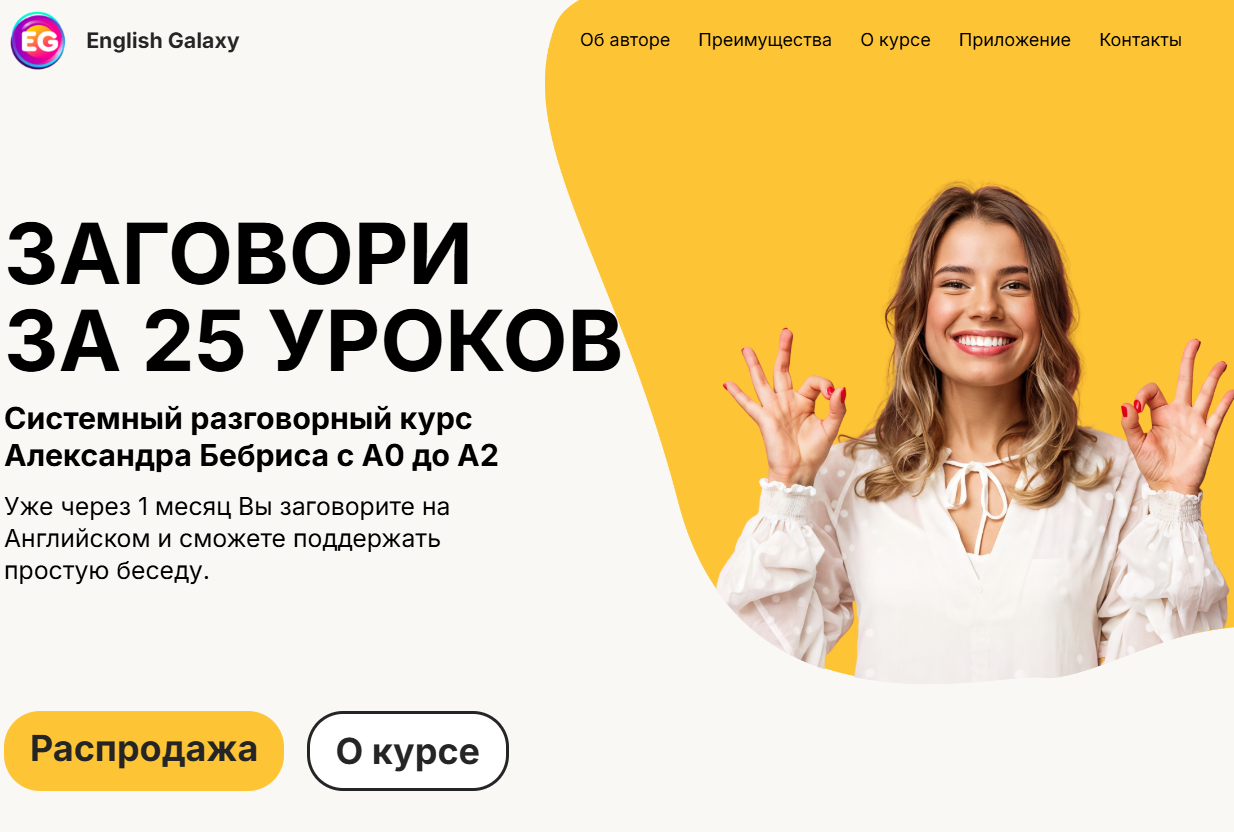 EG
English Galaxy
Об авторе Преимущества О курсе Приложение Контакты
ЗАГОВОРИ
ЗА 25 УРОКОВ
Системный разговорный курс
Александра Бебриса с А0 до А2
Уже через 1 месяц Вы заговорите на
Английском и сможете поддержать
простую беседу.
Распродажа
О курсе